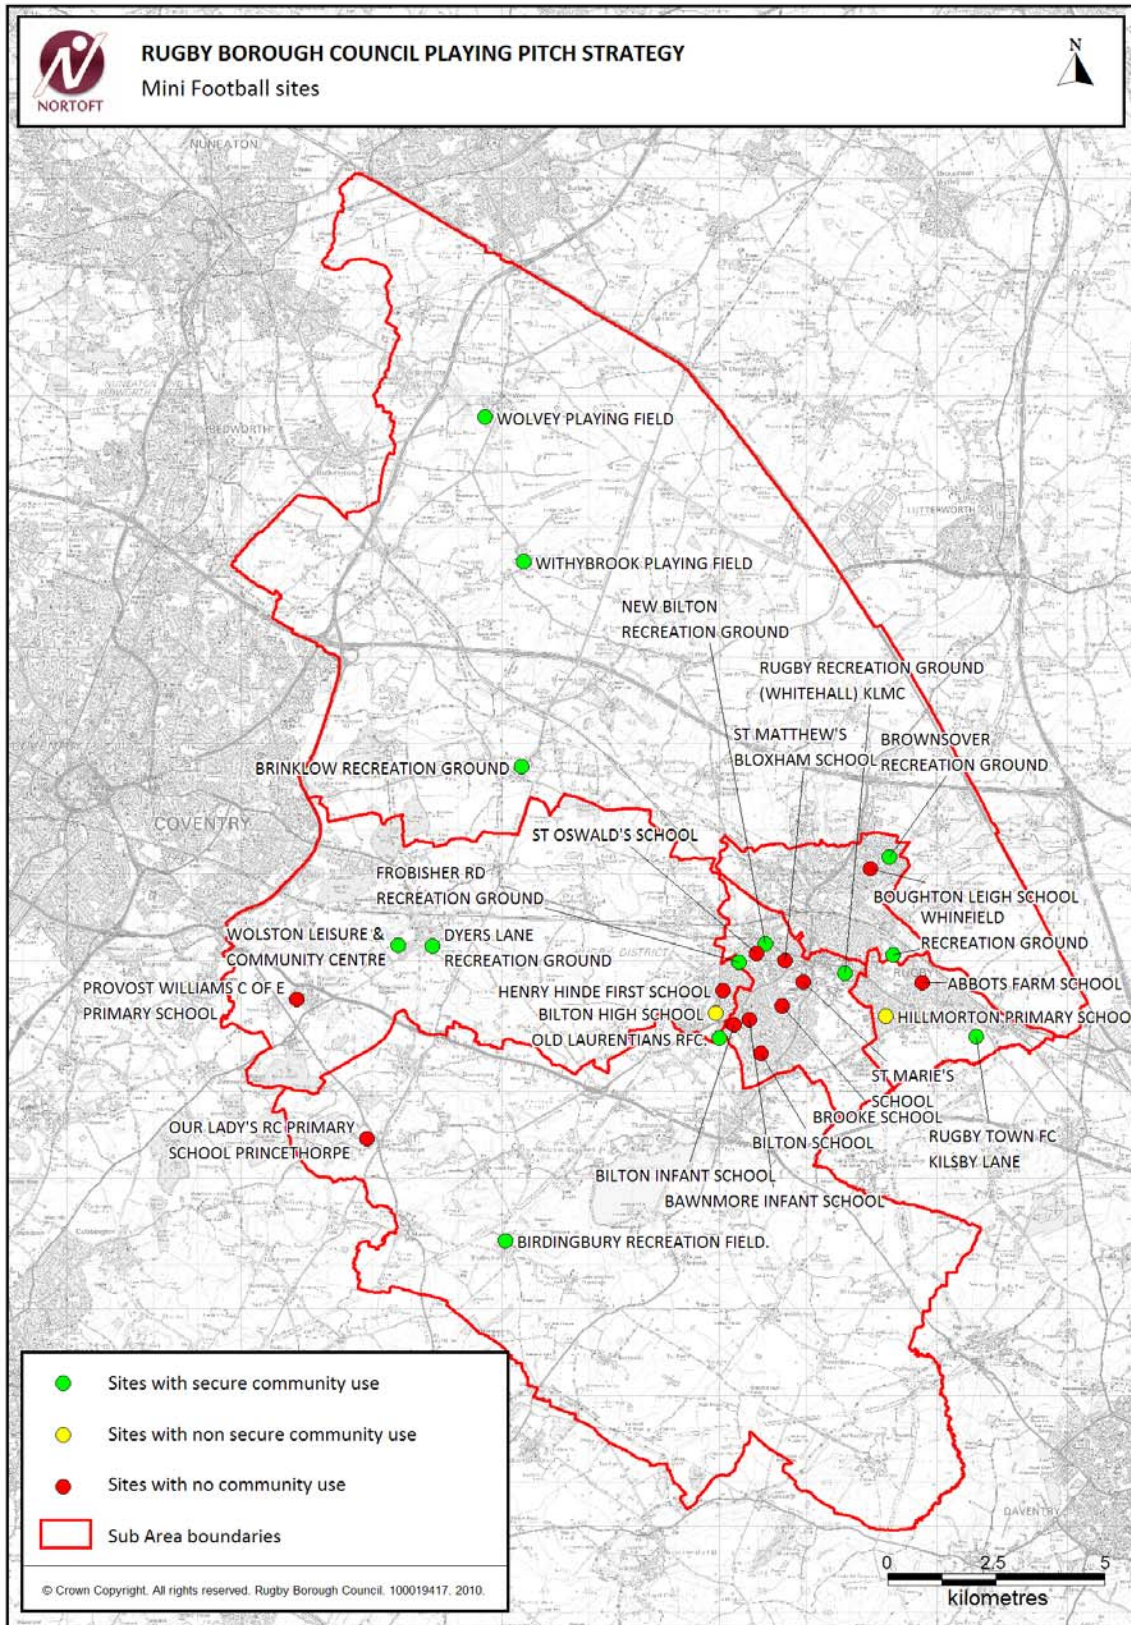 NORTOFT
RUGBY BOROUGH COUNCIL PLAYING PITCH STRATEGY
Mini Football sites
N
NUNEATON
BEDWORTH
WOLVEY PLAYING FIELD
LUTTERWORTH
WITHYBROOK PLAYING FIELD
NEW BILTON
RECREATION GROUND
RUGBY RECREATION GROUND
(WHITEHALL) KLMC
ST MATTHEW'S
BLOXHAM SCHOOL
BROWNSOVER
RECREATION GROUND
BRINKLOW RECREATION GROUND
COVENTRY
ST OSWALD'S SCHOOL
FROBISHER RD
RECREATION GROUND
BOUGHTON LEIGH SCHOOL
WHINFIELD
RECREATION GROUND
WOLSTON LEISURE &
COMMUNITY CENTRE
DYERS LANE
RECREATION GROUND
RUGBY
PROVOST WILLIAMS C OF E
PRIMARY SCHOOL
HENRY HINDE FIRST SCHOOL
ABBOTS FARM SCHOOL
BILTON HIGH SCHOOL
HILLMORTON PRIMARY SCHOO
OLD LAURENTIANS RFC.
ST MARIE'S
SCHOOL
BROOKE SCHOOL
BILTON SCHOOL
OUR LADY'S RC PRIMARY
SCHOOL PRINCETHORPE
RUGBY TOWN FC
KILSBY LANE
BILTON INFANT SCHOOL
BAWNMORE INFANT SCHOOL
BIRDINGBURY RECREATION FIELD.
DAVENTRY
Sites with secure community use
Sites with non secure community use
Sites with no community use
Sub Area boundaries
© Crown Copyright. All rights reserved. Rugby Borough Council. 100019417. 2010.
0 2.5 5
kilometres